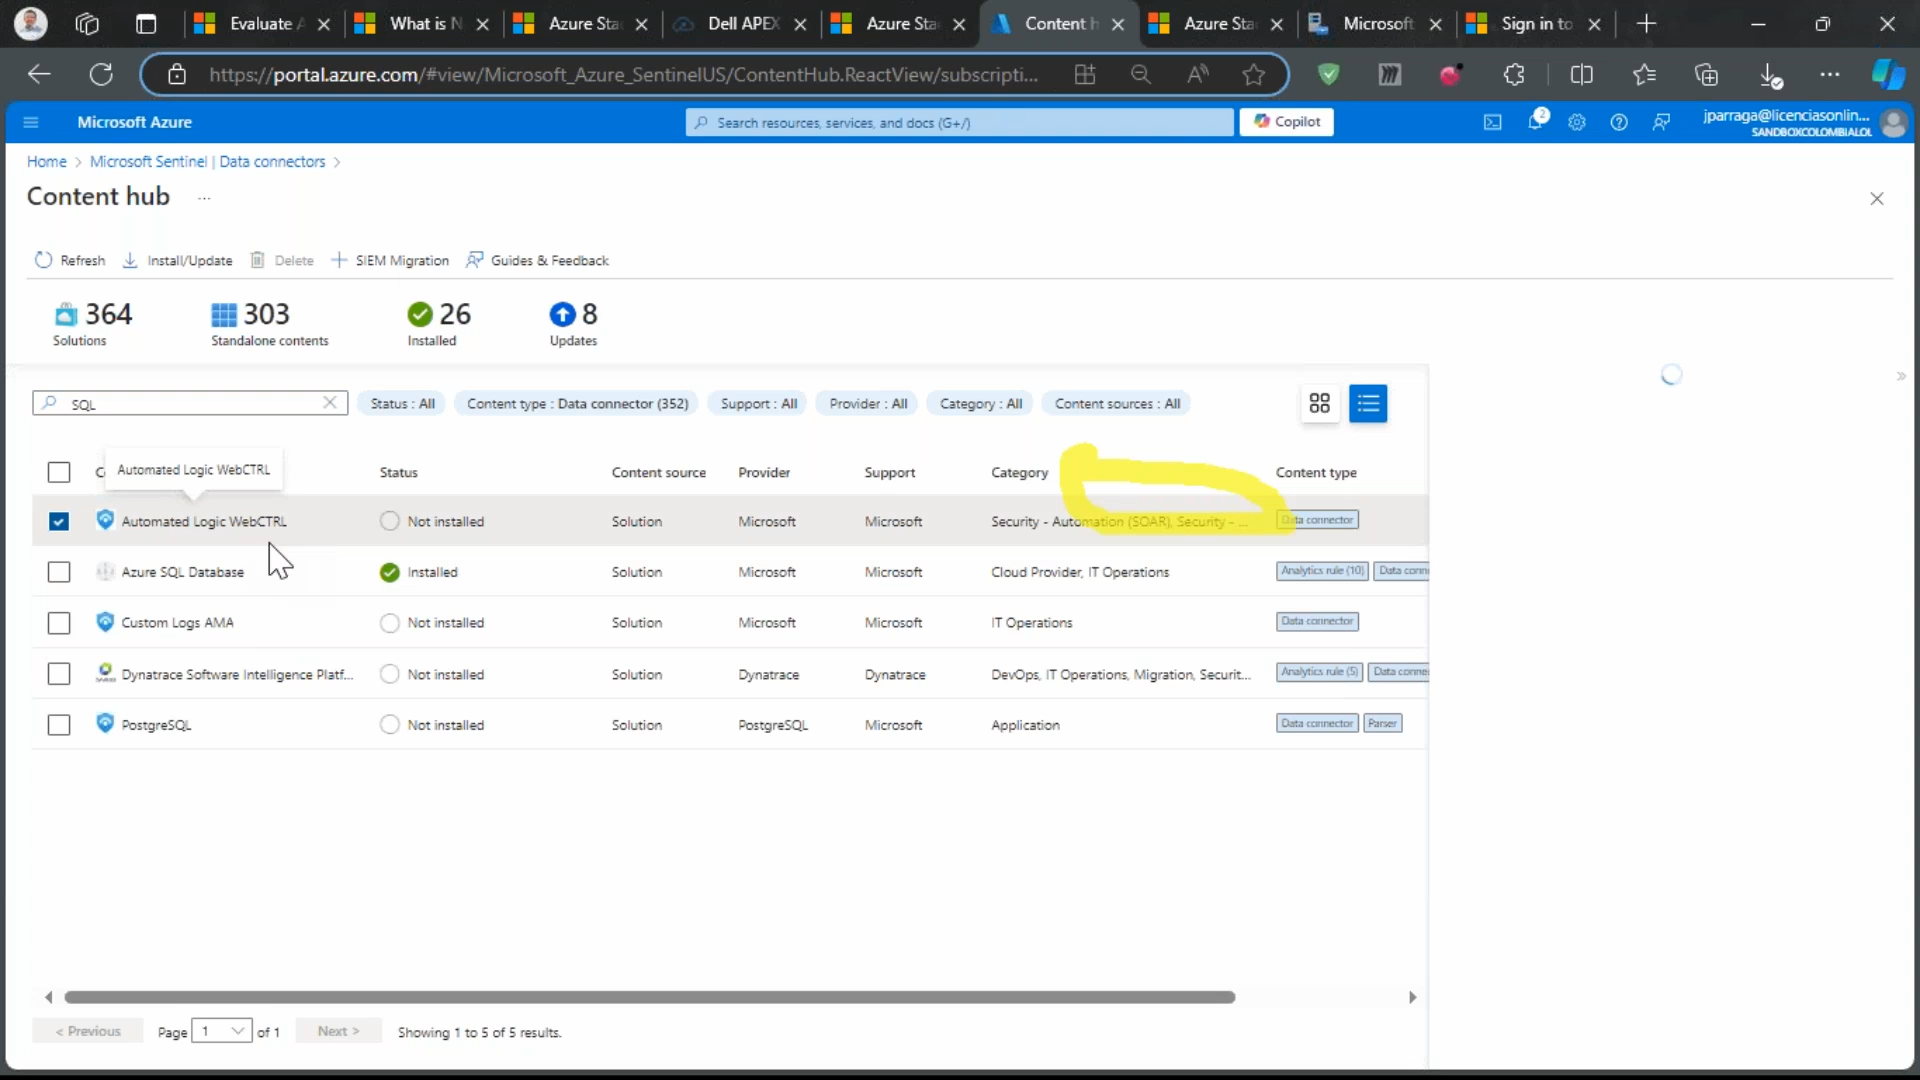 Evaluate A
What is N
Azure Sta
Dell APEX
Azure Sta
Content h
Azure Sta
Microsoft
Sign in to
https://portal.azure.com/#view/Microsoft_Azure_SentinelUS/ContentHub.ReactView/subscripti...
Microsoft Azure
Search resources, services, and docs (G+/)
Copilot
2
jparraga@licenciasonlin...
SANDBOXCOLOMBIALOL
Home > Microsoft Sentinel | Data connectors >
Content hub ...
Refresh Install/Update Delete SIEM Migration Guides & Feedback
364 303 26 8
Solutions Standalone contents Installed Updates
SQL Status : All Content type : Data connector (352) Support : All Provider : All Category : All Content sources : All
Automated Logic WebCTRL
Status Content source Provider Support Category Content type
Automated Logic WebCTRL Not installed Solution Microsoft Microsoft Security - Automation (SOAR), Security - ... Data connector
Azure SQL Database Installed Solution Microsoft Microsoft Cloud Provider, IT Operations Analytics rule (10) Data conn
Custom Logs AMA Not installed Solution Microsoft Microsoft IT Operations Data connector
Dynatrace Software Intelligence Platf... Not installed Solution Dynatrace Dynatrace DevOps, IT Operations, Migration, Securit... Analytics rule (5) Data conne
PostgreSQL Not installed Solution PostgreSQL Microsoft Application Data connector Parser
< Previous Page 1 of 1 Next > Showing 1 to 5 of 5 results.